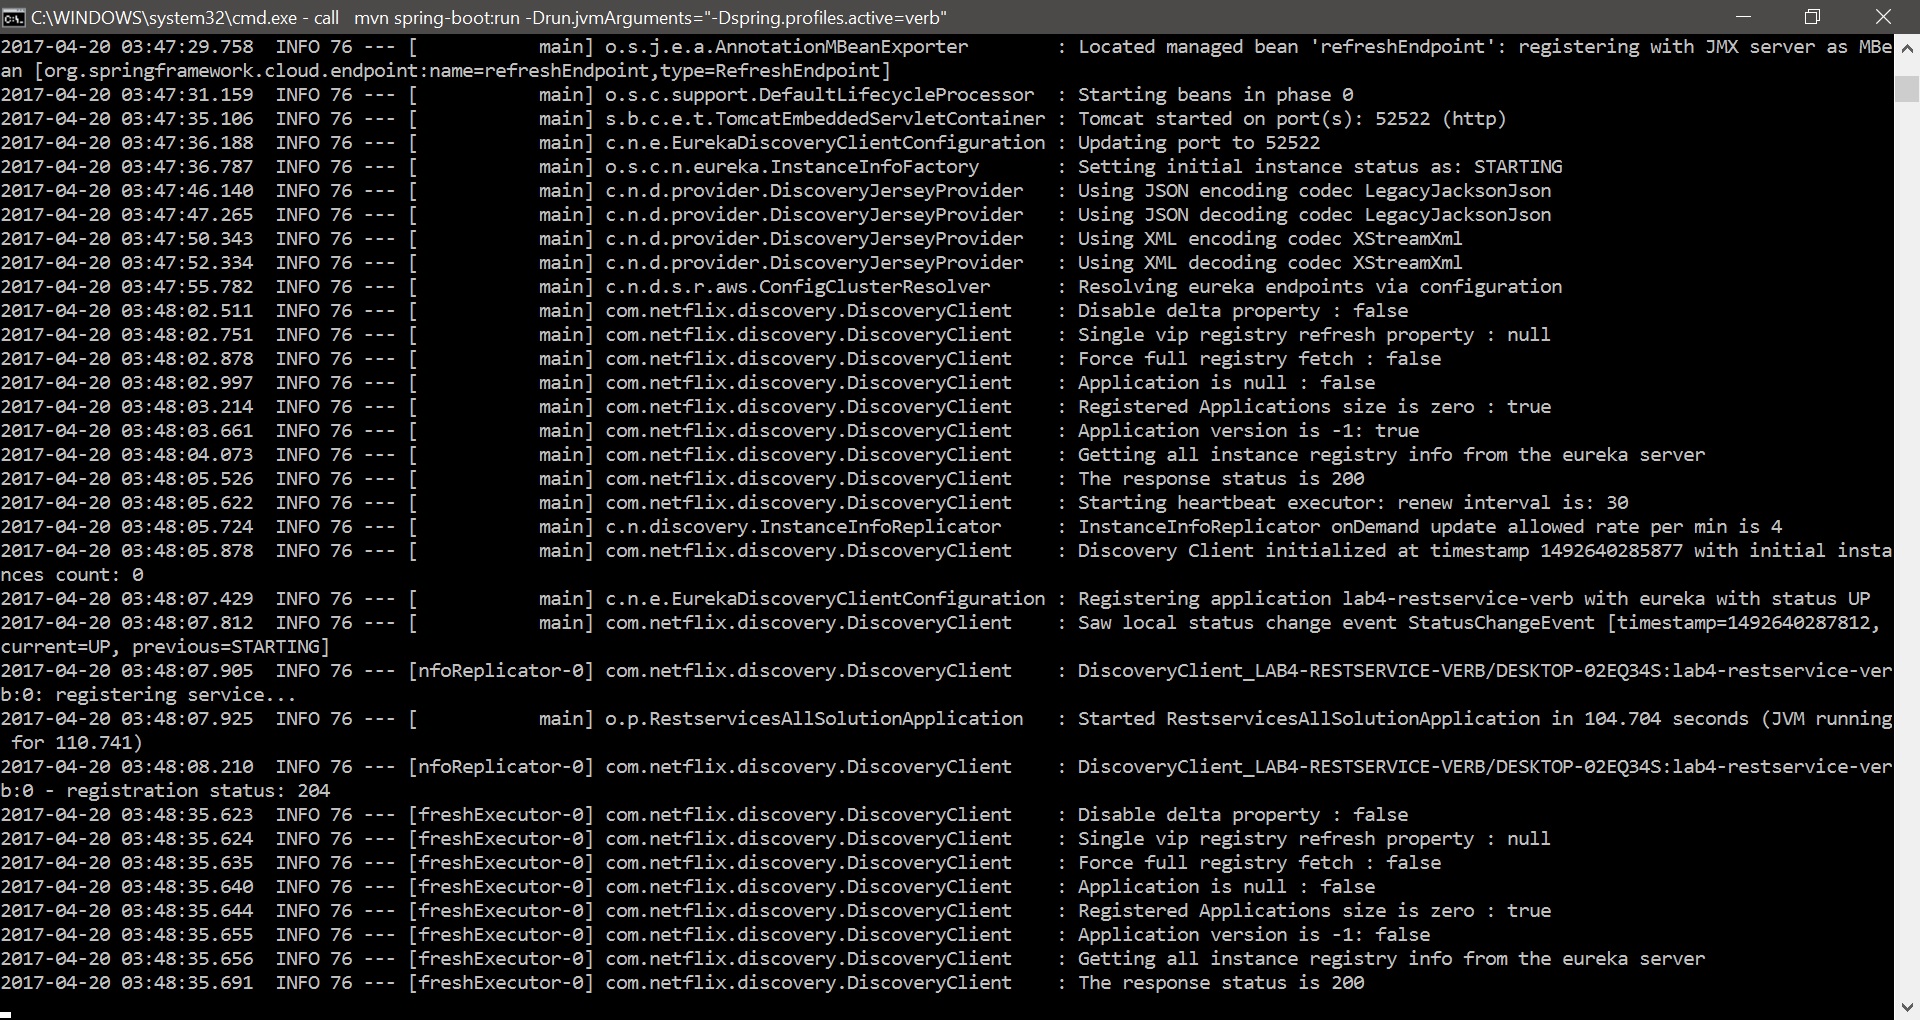 C:\WINDOWS\system32\cmd.exe - call   mvn spring-boot:run -Drun.jvmArguments="-Dspring.profiles.active=verb"
2017-04-20 03:47:29.758  INFO 76 --- [           main] o.s.j.e.a.AnnotationMBeanExporter        : Located managed bean 'refreshEndpoint': registering with JMX server as MBe
an [org.springframework.cloud.endpoint:name=refreshEndpoint,type=RefreshEndpoint]
2017-04-20 03:47:31.159  INFO 76 --- [           main] o.s.c.support.DefaultLifecycleProcessor  : Starting beans in phase 0
2017-04-20 03:47:35.106  INFO 76 --- [           main] s.b.c.e.t.TomcatEmbeddedServletContainer : Tomcat started on port(s): 52522 (http)
2017-04-20 03:47:36.188  INFO 76 --- [           main] c.n.e.EurekaDiscoveryClientConfiguration : Updating port to 52522
2017-04-20 03:47:36.787  INFO 76 --- [           main] o.s.c.n.eureka.InstanceInfoFactory       : Setting initial instance status as: STARTING
2017-04-20 03:47:46.140  INFO 76 --- [           main] c.n.d.provider.DiscoveryJerseyProvider   : Using JSON encoding codec LegacyJacksonJson
2017-04-20 03:47:47.265  INFO 76 --- [           main] c.n.d.provider.DiscoveryJerseyProvider   : Using JSON decoding codec LegacyJacksonJson
2017-04-20 03:47:50.343  INFO 76 --- [           main] c.n.d.provider.DiscoveryJerseyProvider   : Using XML encoding codec XStreamXml
2017-04-20 03:47:52.334  INFO 76 --- [           main] c.n.d.provider.DiscoveryJerseyProvider   : Using XML decoding codec XStreamXml
2017-04-20 03:47:55.782  INFO 76 --- [           main] c.n.d.s.r.aws.ConfigClusterResolver      : Resolving eureka endpoints via configuration
2017-04-20 03:48:02.511  INFO 76 --- [           main] com.netflix.discovery.DiscoveryClient    : Disable delta property : false
2017-04-20 03:48:02.751  INFO 76 --- [           main] com.netflix.discovery.DiscoveryClient    : Single vip registry refresh property : null
2017-04-20 03:48:02.878  INFO 76 --- [           main] com.netflix.discovery.DiscoveryClient    : Force full registry fetch : false
2017-04-20 03:48:02.997  INFO 76 --- [           main] com.netflix.discovery.DiscoveryClient    : Application is null : false
2017-04-20 03:48:03.214  INFO 76 --- [           main] com.netflix.discovery.DiscoveryClient    : Registered Applications size is zero : true
2017-04-20 03:48:03.661  INFO 76 --- [           main] com.netflix.discovery.DiscoveryClient    : Application version is -1: true
2017-04-20 03:48:04.073  INFO 76 --- [           main] com.netflix.discovery.DiscoveryClient    : Getting all instance registry info from the eureka server
2017-04-20 03:48:05.526  INFO 76 --- [           main] com.netflix.discovery.DiscoveryClient    : The response status is 200
2017-04-20 03:48:05.622  INFO 76 --- [           main] com.netflix.discovery.DiscoveryClient    : Starting heartbeat executor: renew interval is: 30
2017-04-20 03:48:05.724  INFO 76 --- [           main] c.n.discovery.InstanceInfoReplicator     : InstanceInfoReplicator onDemand update allowed rate per min is 4
2017-04-20 03:48:05.878  INFO 76 --- [           main] com.netflix.discovery.DiscoveryClient    : Discovery Client initialized at timestamp 1492640285877 with initial insta
nces count: 0
2017-04-20 03:48:07.429  INFO 76 --- [           main] c.n.e.EurekaDiscoveryClientConfiguration : Registering application lab4-restservice-verb with eureka with status UP
2017-04-20 03:48:07.812  INFO 76 --- [           main] com.netflix.discovery.DiscoveryClient    : Saw local status change event StatusChangeEvent [timestamp=1492640287812,
current=UP, previous=STARTING]
2017-04-20 03:48:07.905  INFO 76 --- [nfoReplicator-0] com.netflix.discovery.DiscoveryClient    : DiscoveryClient_LAB4-RESTSERVICE-VERB/DESKTOP-02EQ34S:lab4-restservice-ver
b:0: registering service...
2017-04-20 03:48:07.925  INFO 76 --- [           main] o.p.RestservicesAllSolutionApplication   : Started RestservicesAllSolutionApplication in 104.704 seconds (JVM running
 for 110.741)
2017-04-20 03:48:08.210  INFO 76 --- [nfoReplicator-0] com.netflix.discovery.DiscoveryClient    : DiscoveryClient_LAB4-RESTSERVICE-VERB/DESKTOP-02EQ34S:lab4-restservice-ver
b:0 - registration status: 204
2017-04-20 03:48:35.623  INFO 76 --- [freshExecutor-0] com.netflix.discovery.DiscoveryClient    : Disable delta property : false
2017-04-20 03:48:35.624  INFO 76 --- [freshExecutor-0] com.netflix.discovery.DiscoveryClient    : Single vip registry refresh property : null
2017-04-20 03:48:35.635  INFO 76 --- [freshExecutor-0] com.netflix.discovery.DiscoveryClient    : Force full registry fetch : false
2017-04-20 03:48:35.640  INFO 76 --- [freshExecutor-0] com.netflix.discovery.DiscoveryClient    : Application is null : false
2017-04-20 03:48:35.644  INFO 76 --- [freshExecutor-0] com.netflix.discovery.DiscoveryClient    : Registered Applications size is zero : true
2017-04-20 03:48:35.655  INFO 76 --- [freshExecutor-0] com.netflix.discovery.DiscoveryClient    : Application version is -1: false
2017-04-20 03:48:35.656  INFO 76 --- [freshExecutor-0] com.netflix.discovery.DiscoveryClient    : Getting all instance registry info from the eureka server
2017-04-20 03:48:35.691  INFO 76 --- [freshExecutor-0] com.netflix.discovery.DiscoveryClient    : The response status is 200